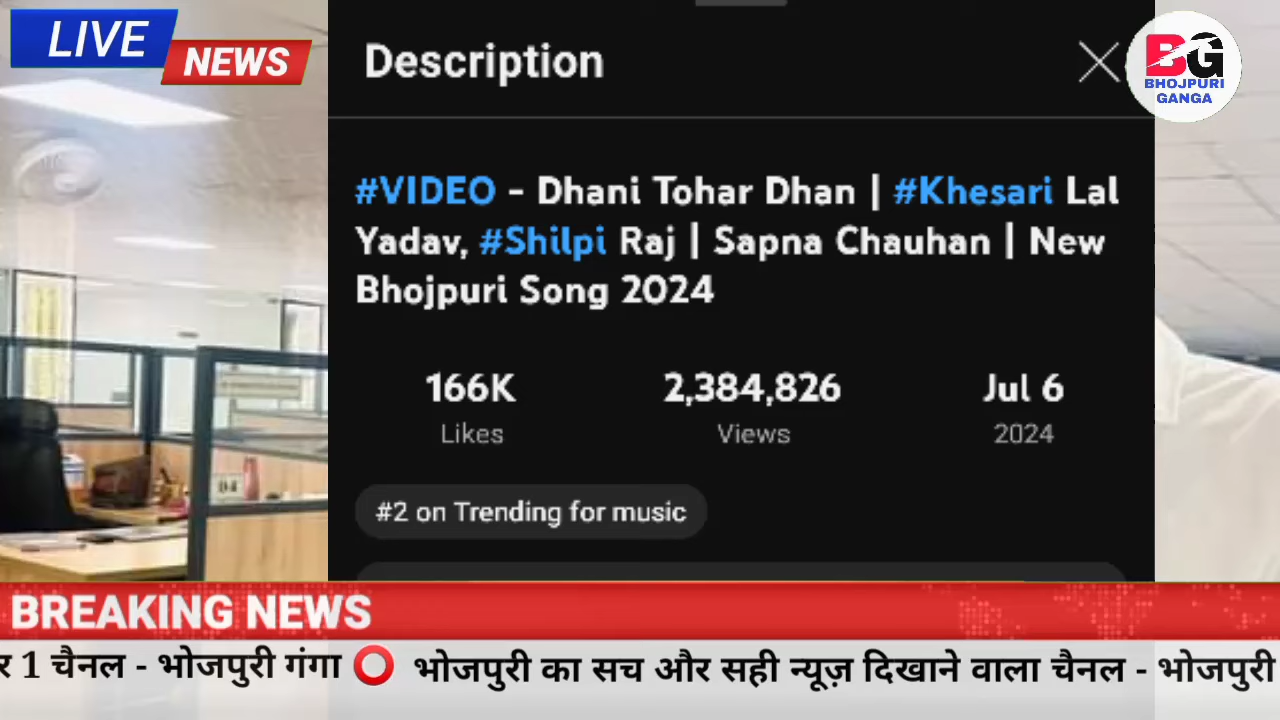 LIVE
NEWS
Description
BG
BHOJPURI
GANGA
#VIDEO - Dhani Tohar Dhan | #Khesari Lal
Yadav, #Shilpi Raj | Sapna Chauhan | New
Bhojpuri Song 2024
166K
2,384,826
Jul 6
Likes
Views
2024
#2 on Trending for music
04
BREAKING NEWS
र 1 चैनल - भोजपुरी गंगा ⭕ भोजपुरी का सच और सही न्यूज़ दिखाने वाला चैनल - भोजपुरी